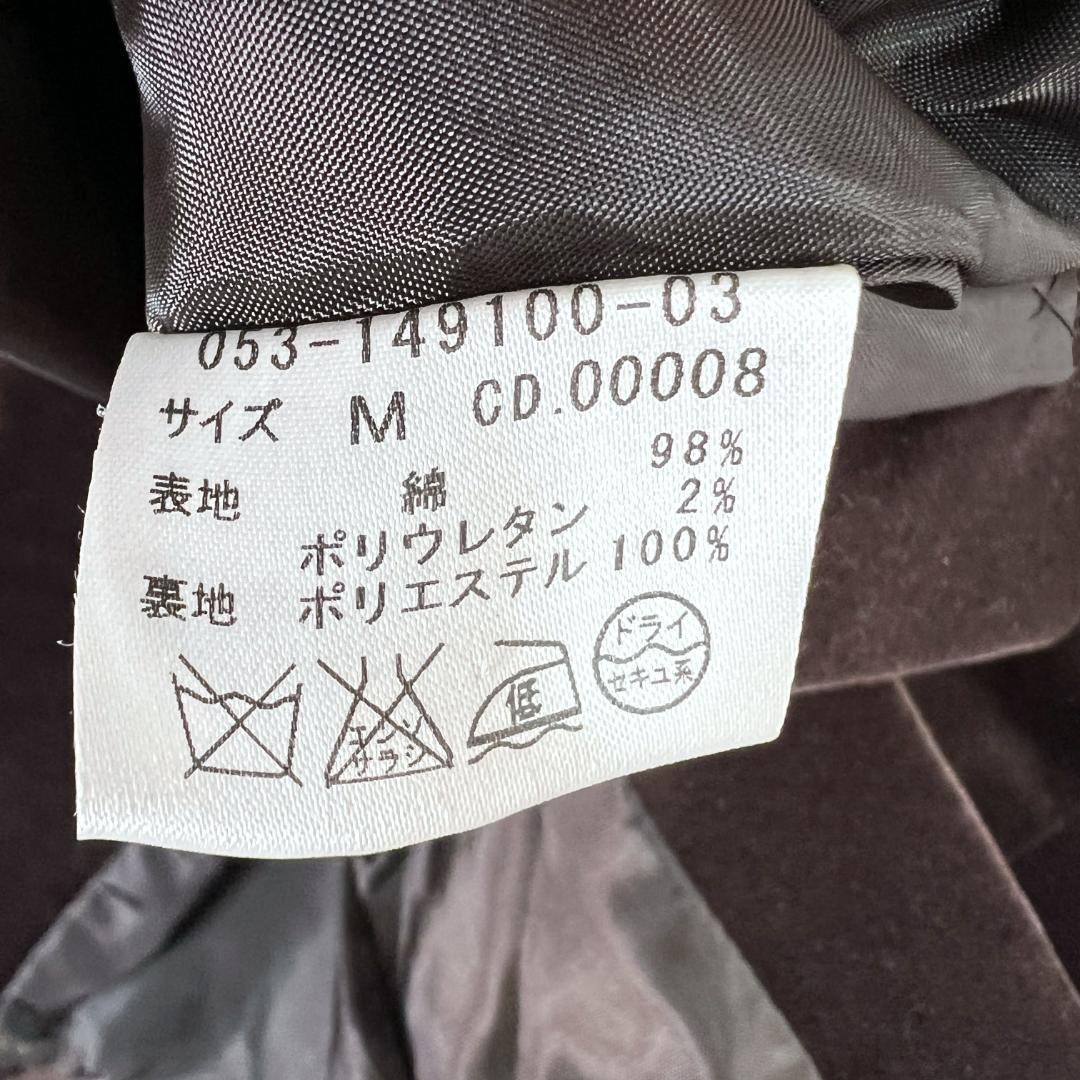 053-149100-03
サイズ M CD.00008
表地 綿 98%
ポリウレタン 2%
裏地 ポリエステル 100%
エンソ
サラシ
低
ドライ
セキユ系